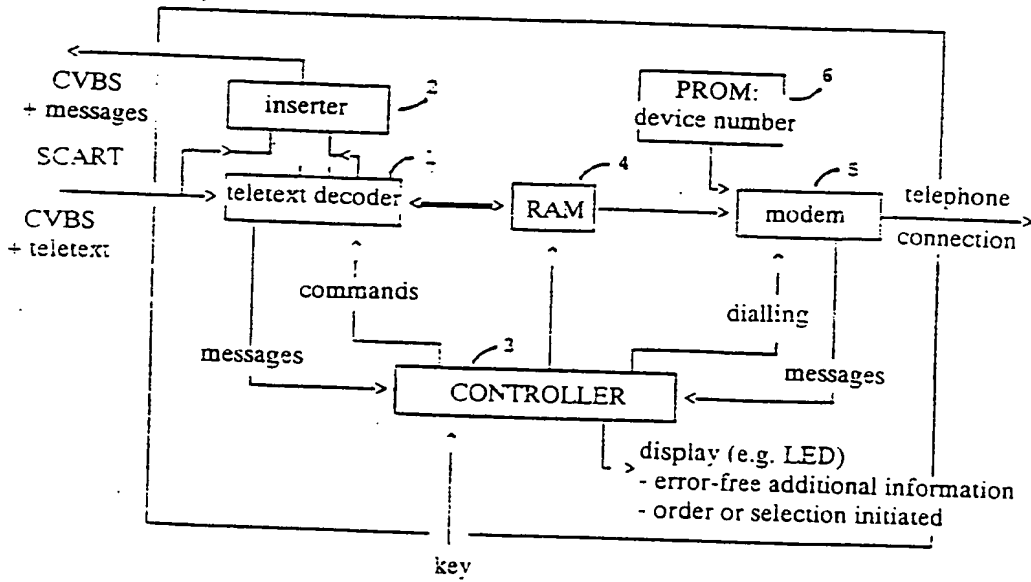 CVBS
+ messages
SCART
CVBS
+ teletext
inserter
2
teletext decoder
1
RAM
4
PROM:
device number
6
modem
5
telephone
connection
commands
messages
dialling
messages
3
CONTROLLER
display (e.g. LED)
- error-free additional information
- order or selection initiated
key